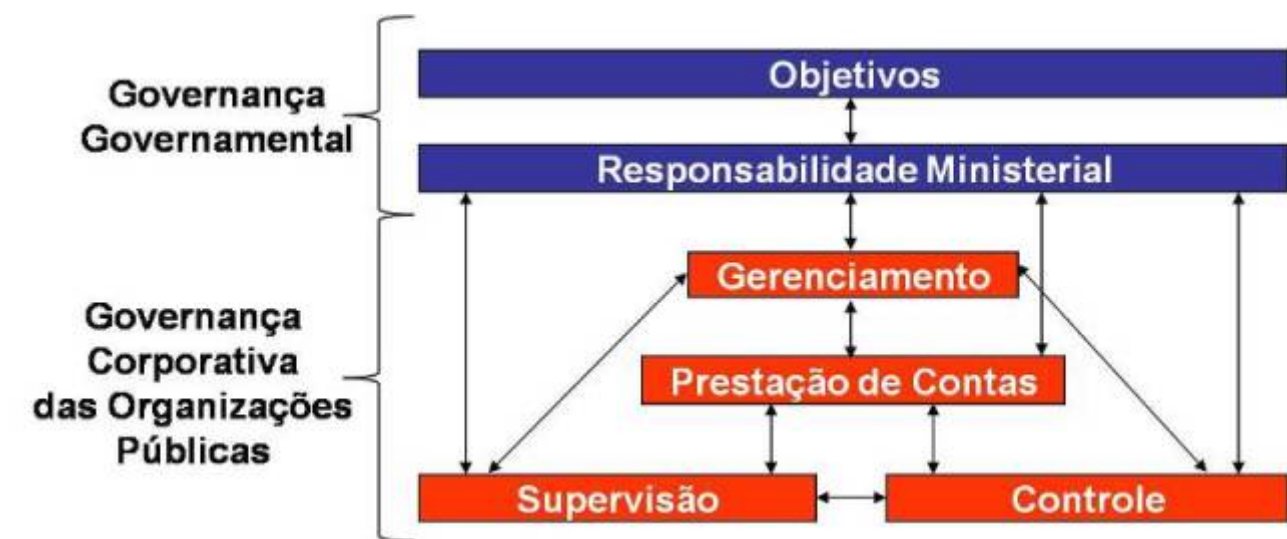 Governança
Governamental
Objetivos
Responsabilidade Ministerial
Governança
Corporativa
das Organizações
Públicas
Gerenciamento
Prestação de Contas
Supervisão
Controle